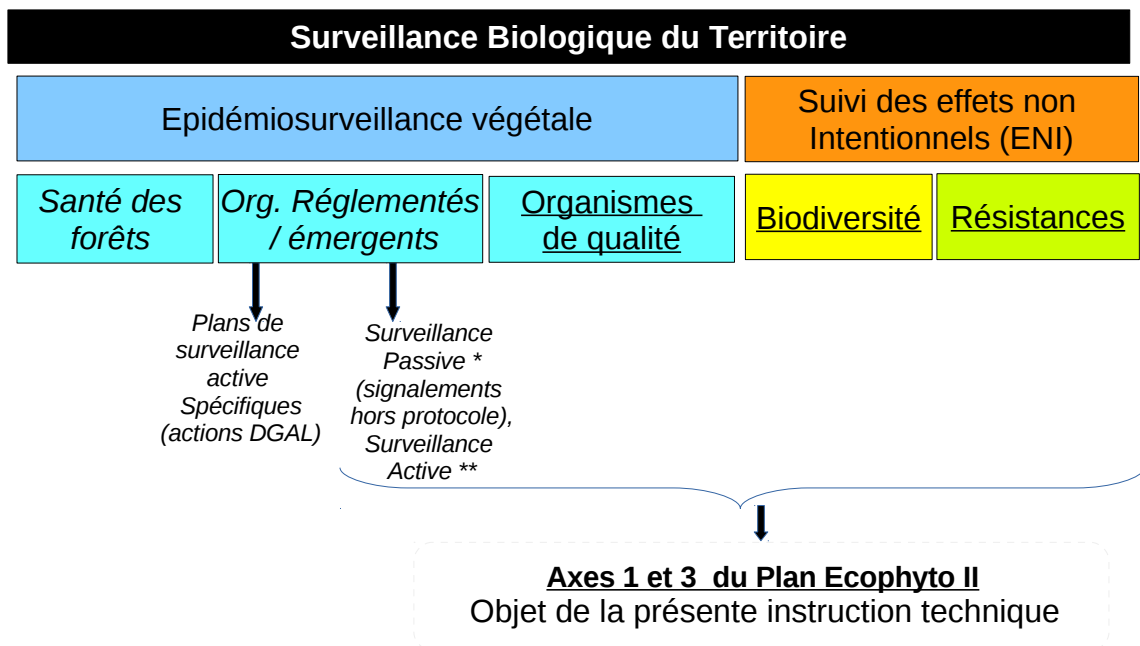 Surveillance Biologique du Territoire
Epidémiosurveillance végétale
Suivi des effets non
Intentionnels (ENI)
Santé des
forêts
Org. Réglementés
/ émergents
Organismes
de qualité
Biodiversité
Résistances
Plans de
surveillance
active
Spécifiques
(actions DGAL)
Surveillance
Passive *
(signalements
hors protocole),
Surveillance
Active **
Axes 1 et 3 du Plan Ecophyto II
Objet de la présente instruction technique